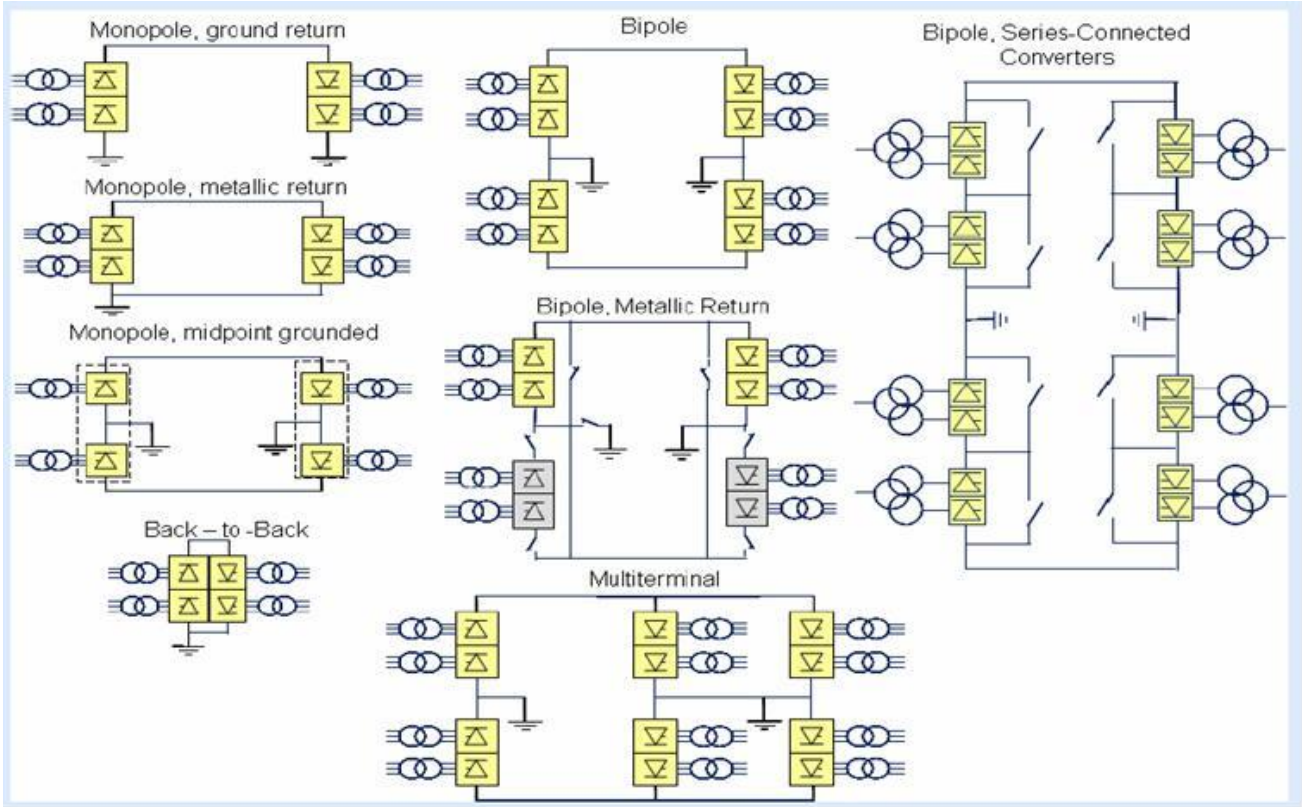 Monopole, ground return
Bipole
Bipole, Series-Connected
Converters
Monopole, metallic return
Monopole, midpoint grounded
Bipole, Metallic Return
Back – to -Back
Multiterminal